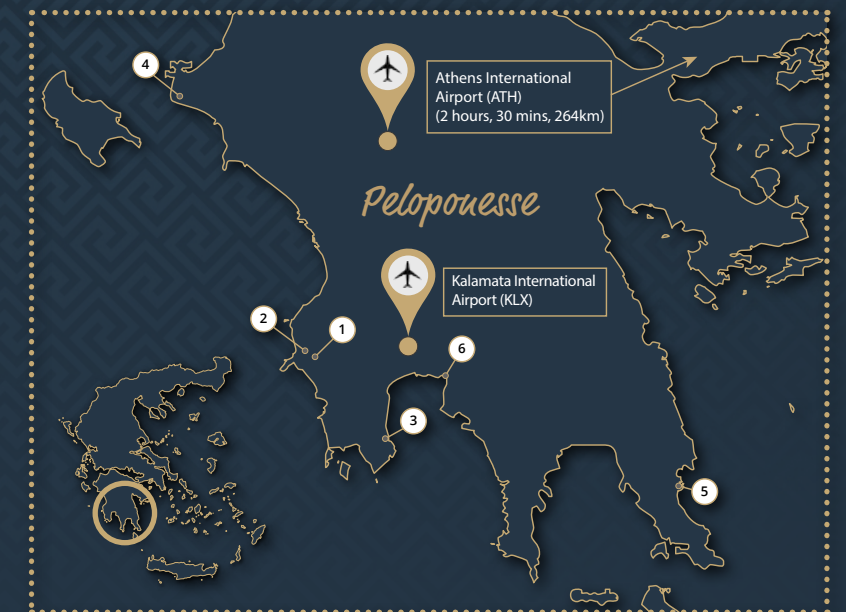 4
Athens International
Airport (ATH)
(2 hours, 30 mins, 264km)
Pelopouesse
Kalamata International
Airport (KLX)
2
1
6
3
5